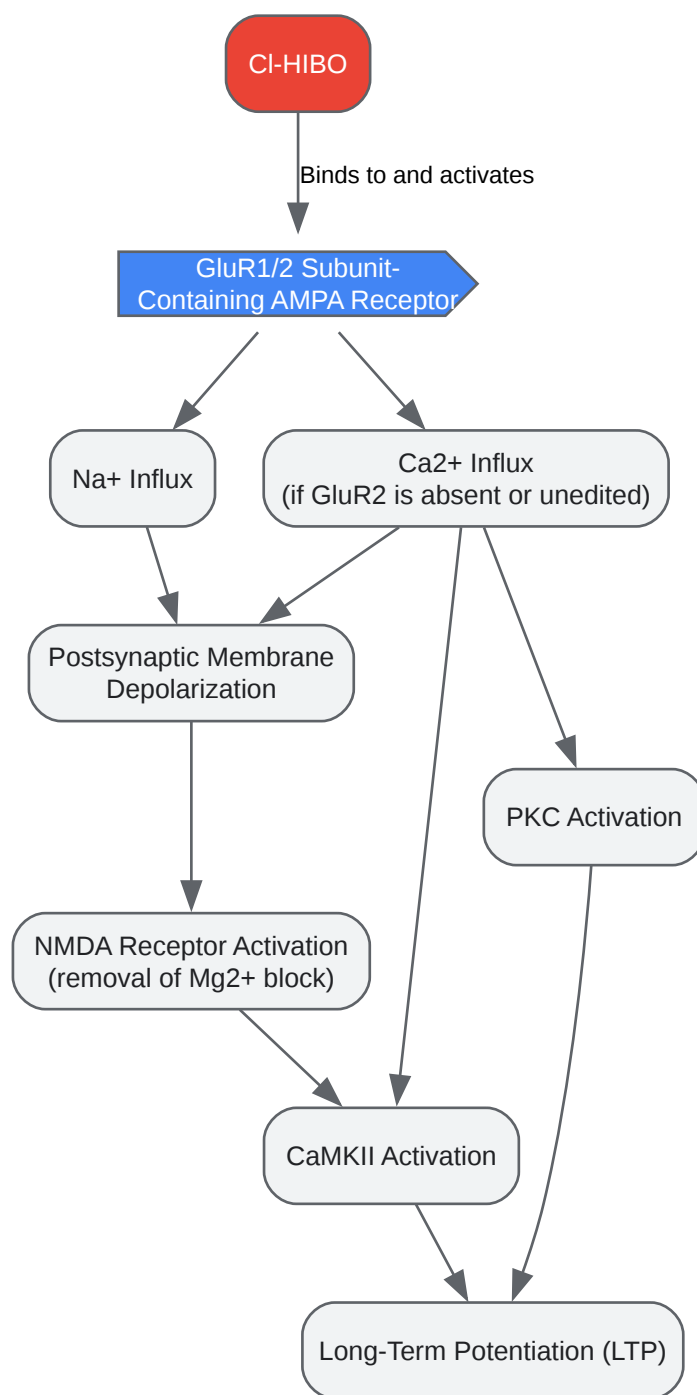 Cl-HIBO
Binds to and activates
GluR1/2 Subunit-
Containing AMPA Receptor
Na+ Influx
Ca2+ Influx
(if GluR2 is absent or unedited)
Postsynaptic Membrane
Depolarization
PKC Activation
NMDA Receptor Activation
(removal of Mg2+ block)
CaMKII Activation
Long-Term Potentiation (LTP)